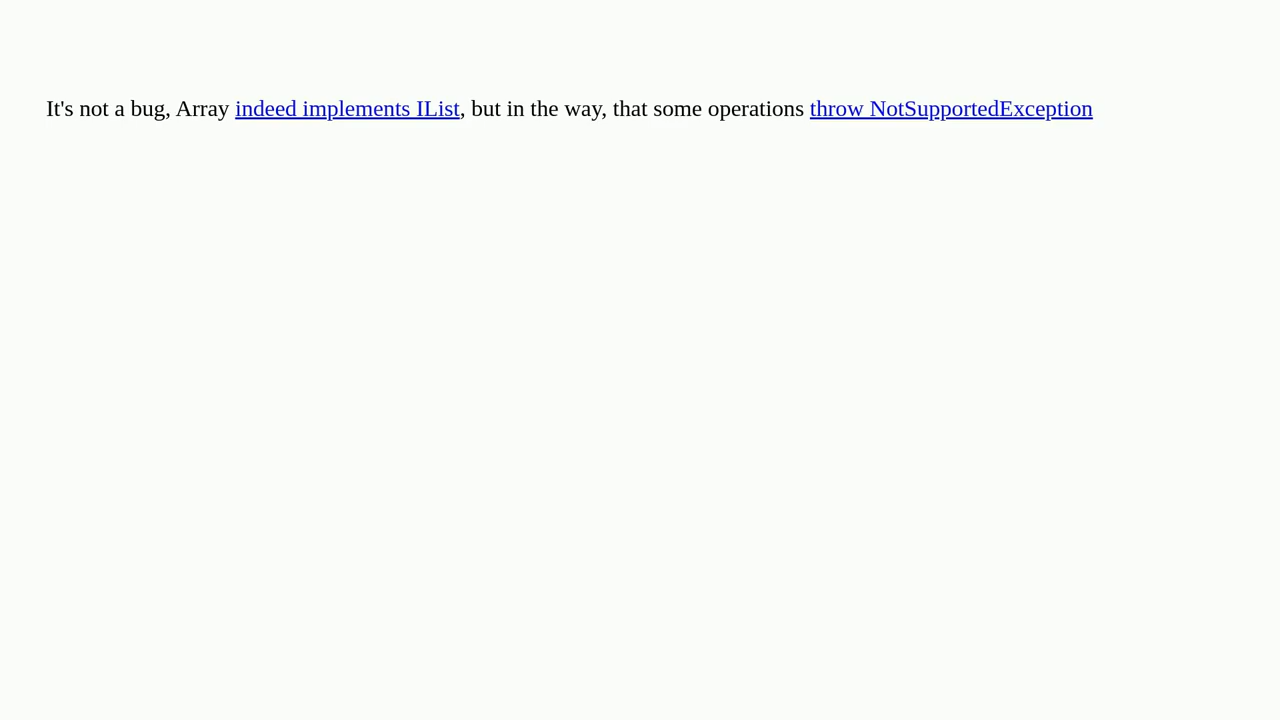 It's not a bug, Array indeed implements IList, but in the way, that some operations throw NotSupportedException